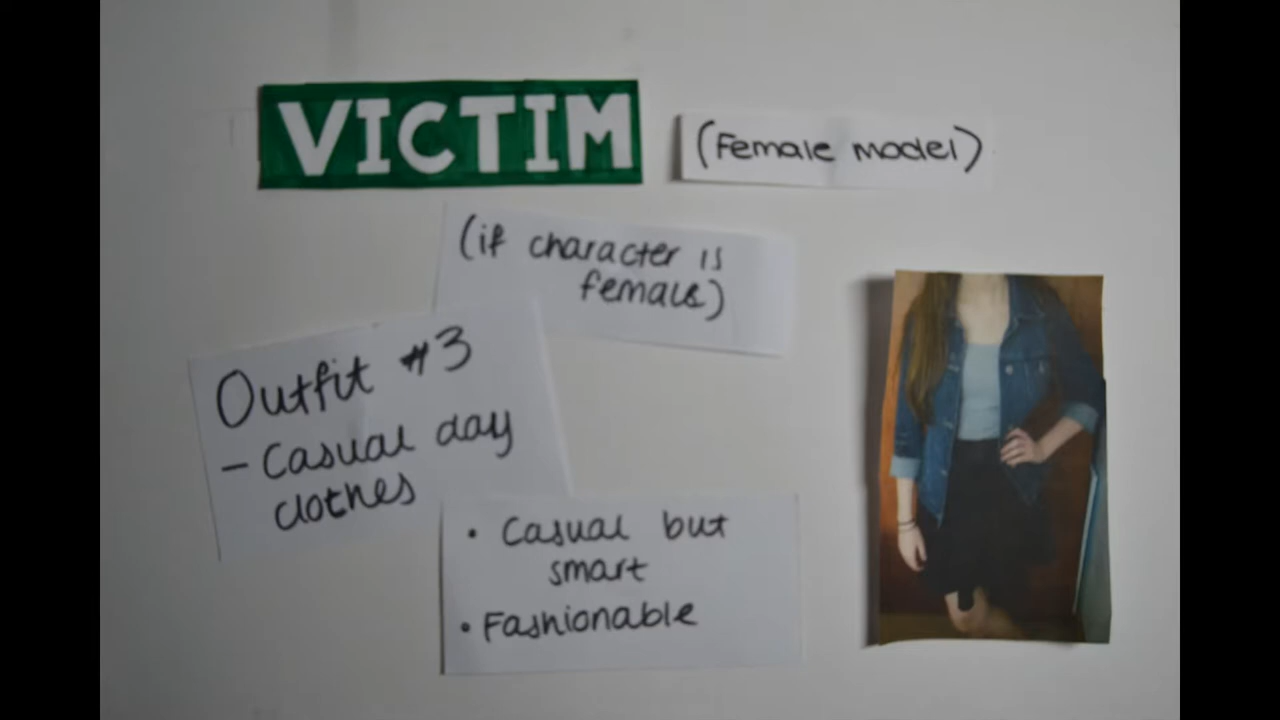 VICTIM
(Female model)
(if character is
female)
Outfit #3
- Casual day
clothes
• Casual but
smart
• Fashionable